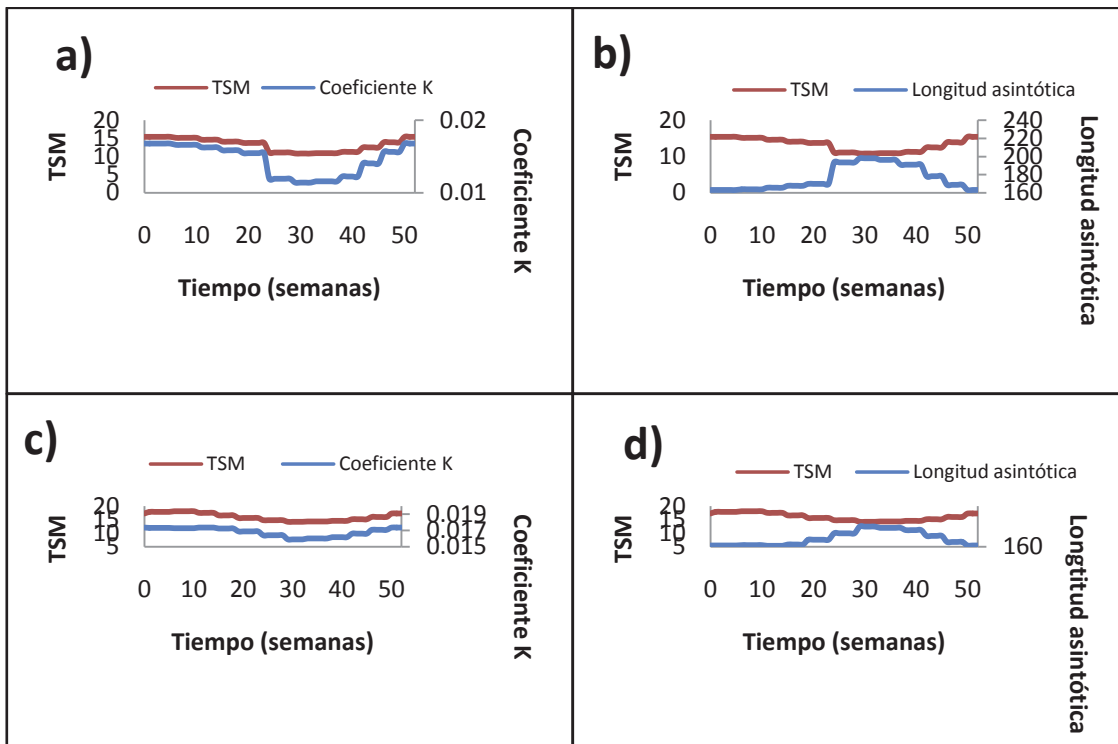 a)
TSM Coeficiente K
20
15
10
5
0
0.02
0.01
TSM
Coeficiente K
0 10 20 30 40 50
Tiempo (semanas)
b)
TSM Longitud asintótica
20
10
0
240
220
200
180
160
TSM
Longitud asintótica
0 10 20 30 40 50
Tiempo (semanas)
c)
TSM Coeficiente K
20
15
10
5
0.019
0.017
0.015
TSM
Coeficiente K
0 10 20 30 40 50
Tiempo (semanas)
d)
TSM Longitud asintótica
20
15
10
5
160
TSM
Longtitud asintótica
0 10 20 30 40 50
Tiempo (semanas)